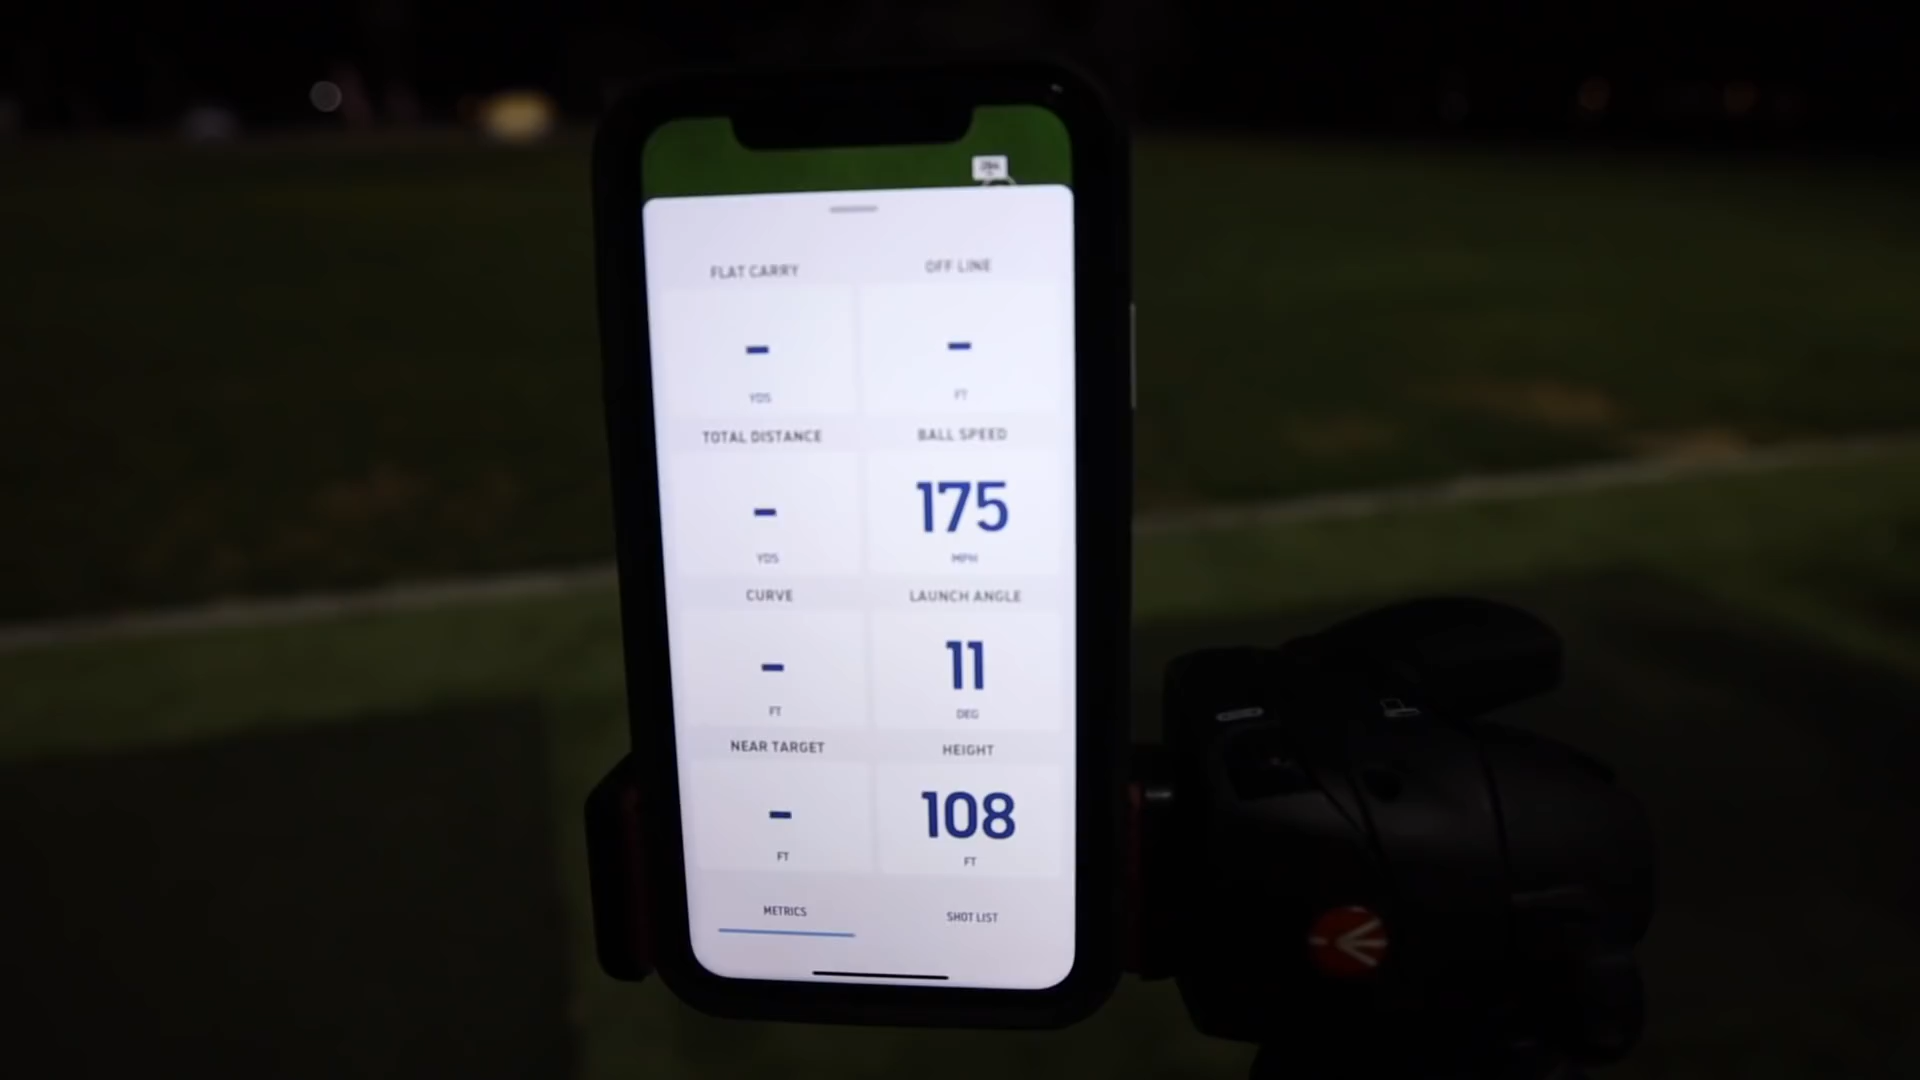 FLAT CARRY OFF LINE
- -
YDS FT
TOTAL DISTANCE BALL SPEED
- 175
YDS MPH
CURVE LAUNCH ANGLE
- 11
FT DEG
NEAR TARGET HEIGHT
- 108
FT FT
METRICS SHOT LIST